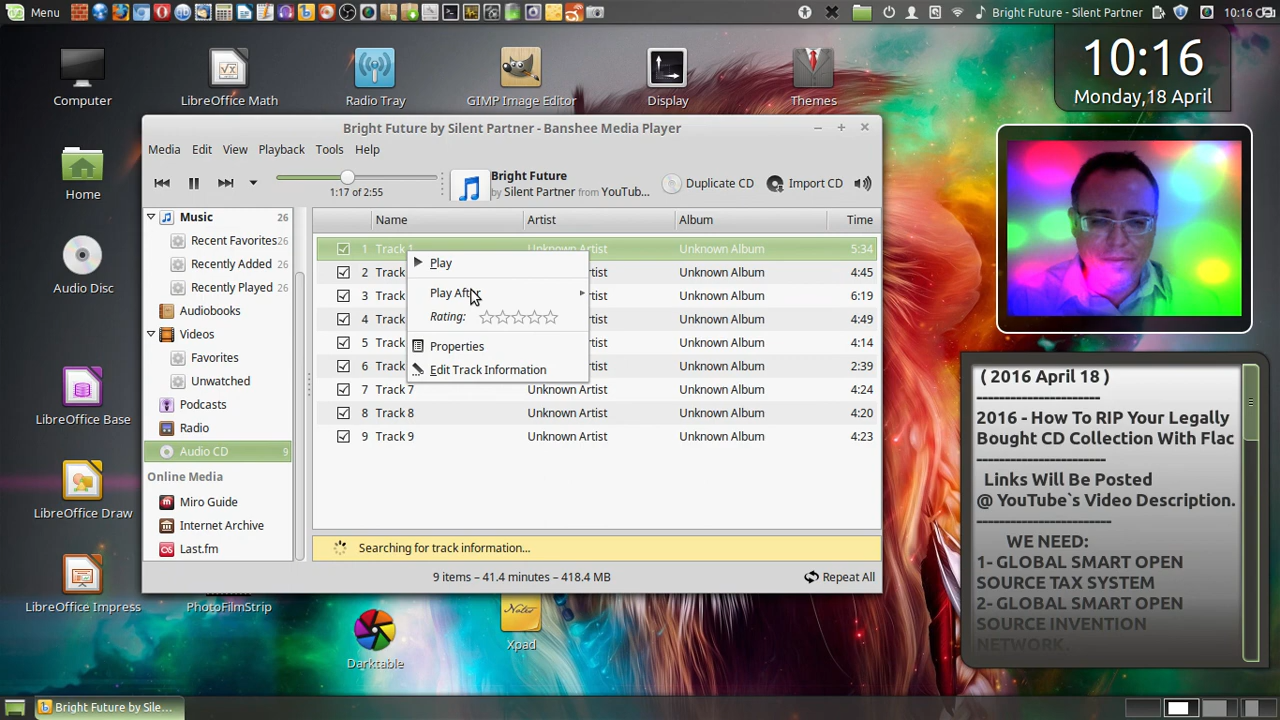 Menu
Bright Future - Silent Partner
10:16
Computer
LibreOffice Math
Radio Tray
GIMP Image Editor
Display
Themes
10:16
Monday,18 April
Home
Audio Disc
LibreOffice Base
LibreOffice Draw
LibreOffice Impress
PhotoFilmStrip
Darktable
Xpad
Bright Future by Silent Partner - Banshee Media Player
Media Edit View Playback Tools Help
1:17 of 2:55
Bright Future
by Silent Partner from YouTub...
Duplicate CD
Import CD
Music 26
Recent Favorites 26
Recently Added 26
Recently Played 26
Audiobooks
Videos
Favorites
Unwatched
Podcasts
Radio
Audio CD 9
Online Media
Miro Guide
Internet Archive
Last.fm
Name Artist Album Time
1 Track 1 Unknown Artist Unknown Album 5:34
2 Track tist Unknown Album 4:45
3 Track tist Unknown Album 6:19
4 Track tist Unknown Album 4:49
5 Track tist Unknown Album 4:14
6 Track tist Unknown Album 2:39
7 Track 7 Unknown Artist Unknown Album 4:24
8 Track 8 Unknown Artist Unknown Album 4:20
9 Track 9 Unknown Artist Unknown Album 4:23
Play
Play After
Rating:
Properties
Edit Track Information
Searching for track information...
9 items – 41.4 minutes – 418.4 MB
Repeat All
( 2016 April 18 )
----------------------
2016 - How To RIP Your Legally
Bought CD Collection With Flac
-----------------------
Links Will Be Posted
@ YouTube`s Video Description.
------------------------
WE NEED:
1- GLOBAL SMART OPEN
SOURCE TAX SYSTEM
2- GLOBAL SMART OPEN
SOURCE INVENTION
NETWORK.
Bright Future by Sile...